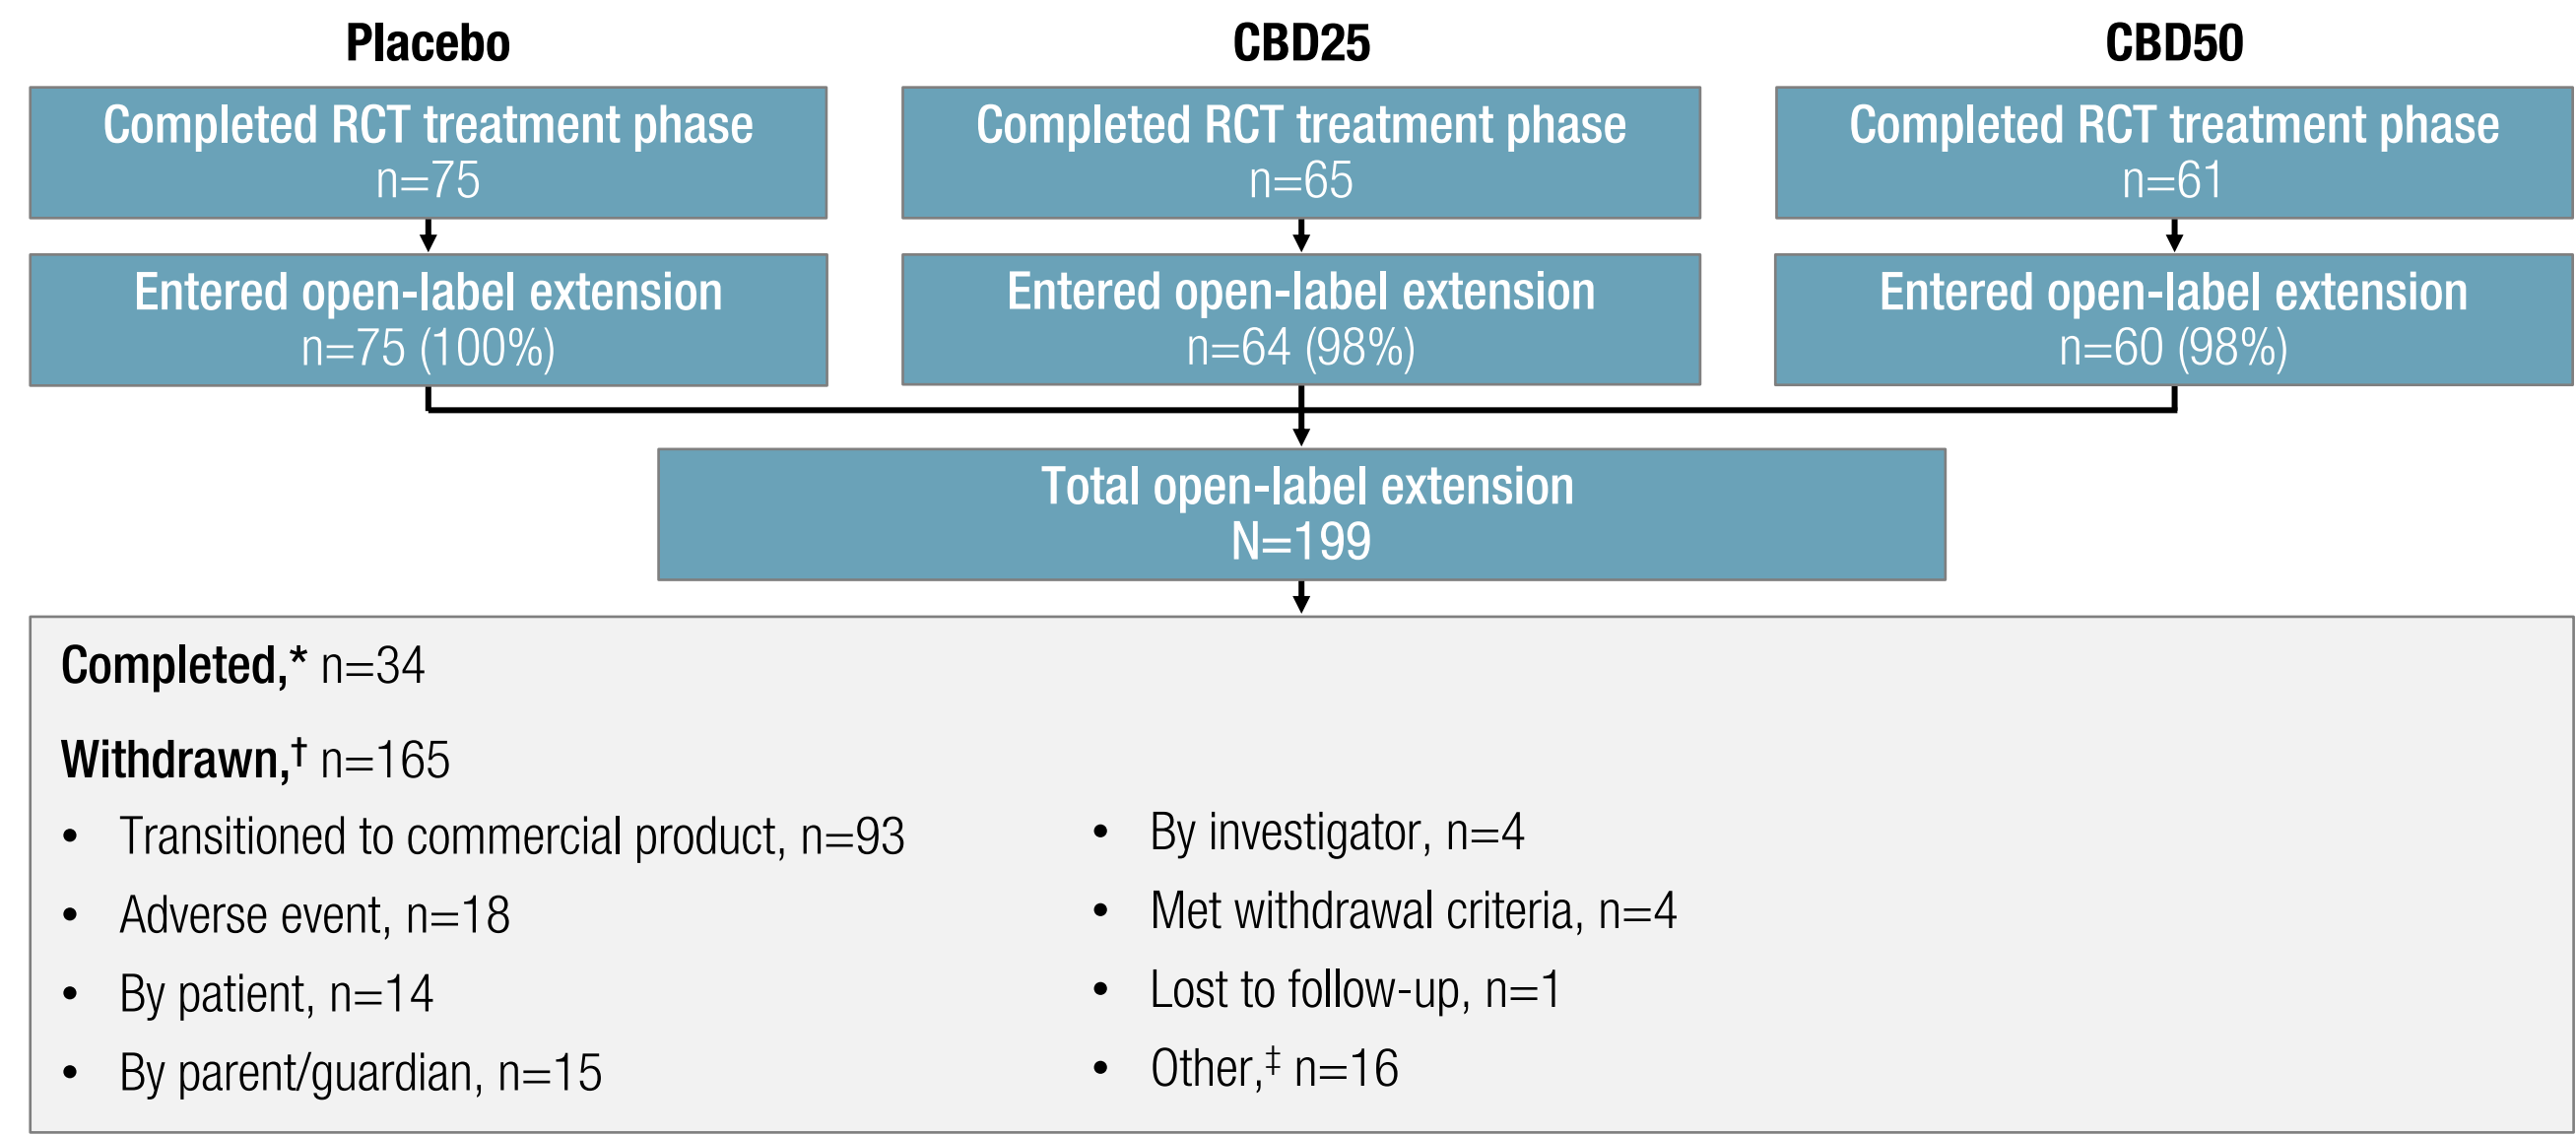 Placebo
CBD25
CBD50
Completed RCT treatment phase
n=75
Completed RCT treatment phase
n=65
Completed RCT treatment phase
n=61
Entered open-label extension
n=75 (100%)
Entered open-label extension
n=64 (98%)
Entered open-label extension
n=60 (98%)
Total open-label extension
N=199
Completed,* n=34
Withdrawn,† n=165
• Transitioned to commercial product, n=93
• Adverse event, n=18
• By patient, n=14
• By parent/guardian, n=15
• By investigator, n=4
• Met withdrawal criteria, n=4
• Lost to follow-up, n=1
• Other,‡ n=16